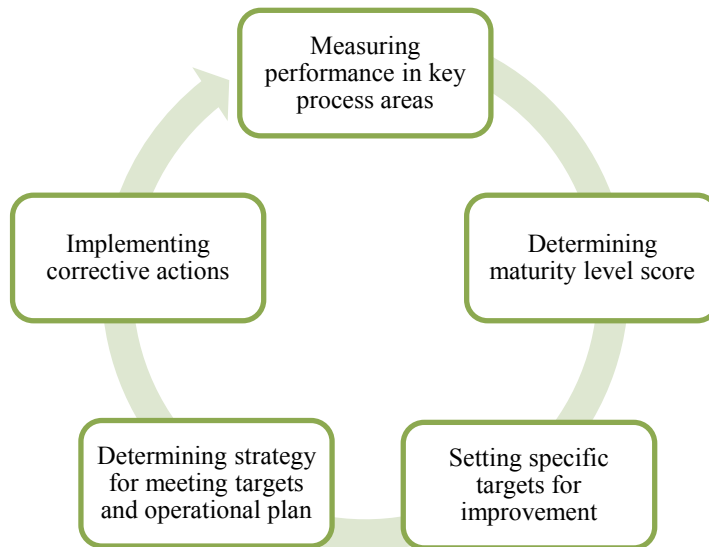 Measuring
performance in key
process areas
Determining
maturity level score
Setting specific
targets for
improvement
Determining strategy
for meeting targets
and operational plan
Implementing
corrective actions